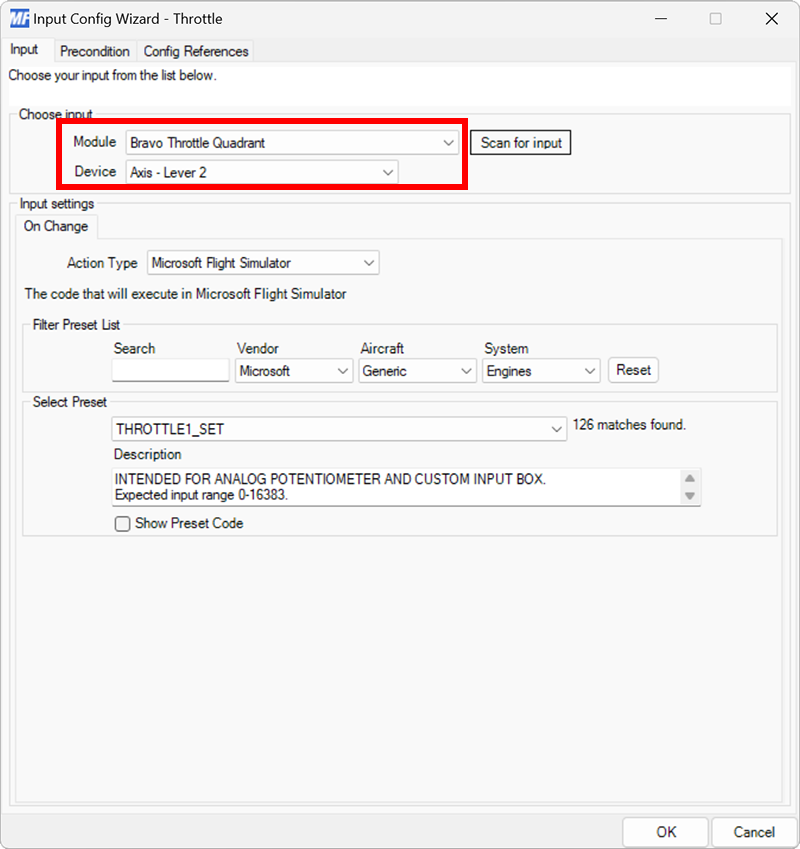 MF Input Config Wizard - Throttle
Input Precondition Config References
Choose your input from the list below.
Choose input
Module Bravo Throttle Quadrant Scan for input
Device Axis - Lever 2
Input settings
On Change
Action Type Microsoft Flight Simulator
The code that will execute in Microsoft Flight Simulator
Filter Preset List
Search Vendor Aircraft System
Microsoft Generic Engines Reset
Select Preset
THROTTLE1_SET 126 matches found.
Description
INTENDED FOR ANALOG POTENTIOMETER AND CUSTOM INPUT BOX.
Expected input range 0-16383.
Show Preset Code
OK Cancel